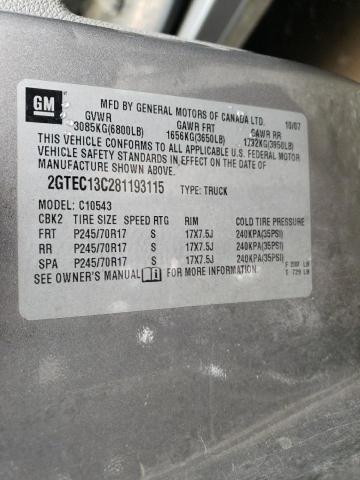 GM
MFD BY GENERAL MOTORS OF CANADA LTD.
10/07
GVWR GAWR FRT GAWR RR
3085KG(6800LB) 1656KG(3650LB) 1792KG(3950LB)
THIS VEHICLE CONFORMS TO ALL APPLICABLE U.S. FEDERAL MOTOR
VEHICLE SAFETY STANDARDS IN EFFECT ON THE DATE OF
MANUFACTURE SHOWN ABOVE.
2GTEC13C281193115 TYPE: TRUCK
MODEL: C10543
CBK2 TIRE SIZE SPEED RTG RIM COLD TIRE PRESSURE
FRT P245/70R17 S 17X7.5J 240KPA(35PSI)
RR P245/70R17 S 17X7.5J 240KPA(35PSI)
SPA P245/70R17 S 17X7.5J 240KPA(35PSI)
SEE OWNER'S MANUAL FOR MORE INFORMATION.